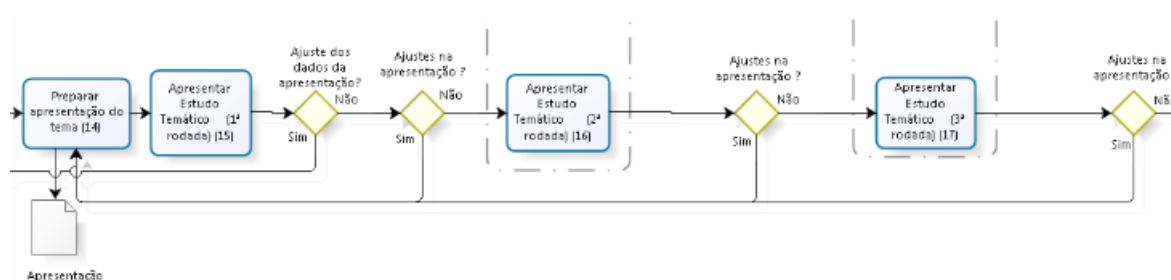 Preparar
apresentação do
tema (14)
Apresentar
Estudo
Temático (1ª
rodada) (15)
Ajuste dos
dados da
apresentação?
Não
Sim
Ajustes na
apresentação ?
Não
Sim
Apresentar
Estudo
Temático (2ª
rodada) (16)
Ajustes na
apresentação ?
Não
Sim
Apresentar
Estudo
Temático (3ª
rodada) (17)
Ajustes na
apresentação
Nã
Sim
Apresentação